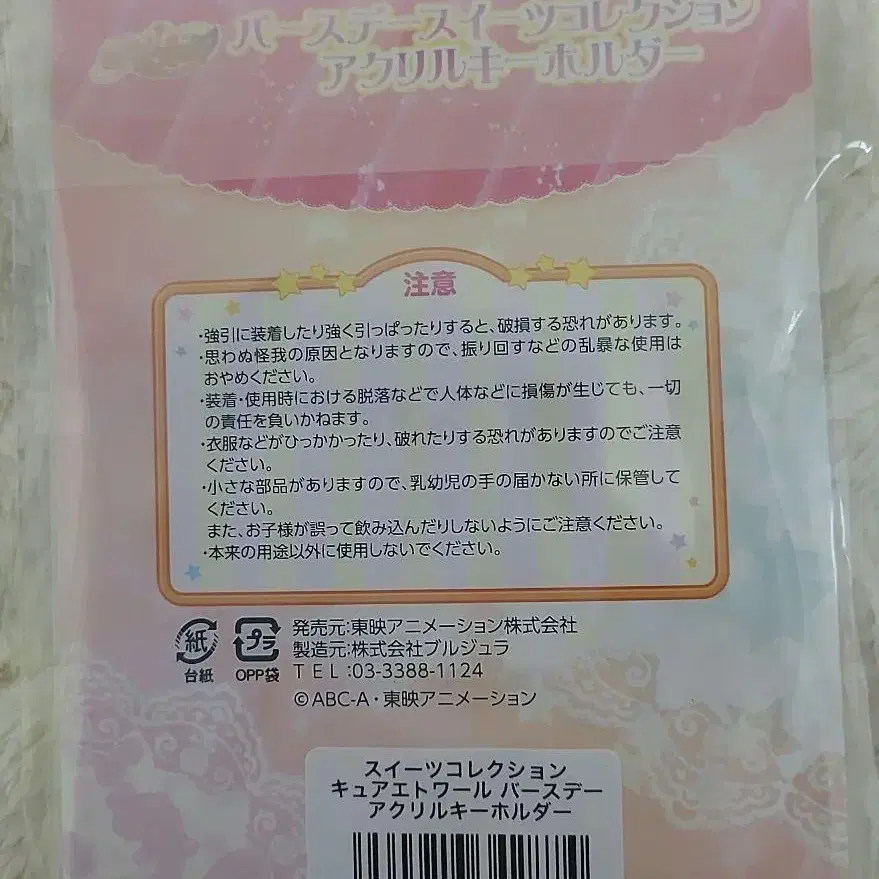 バースデースイーツコレクション
アクリルキーホルダー
注意
・強引に装着したり強く引っぱったりすると、破損する恐れがあります。
・思わぬ怪我の原因となりますので、振り回すなどの乱暴な使用は
おやめください。
・装着・使用時における脱落などで人体などに損傷が生じても、一切
の責任を負いかねます。
・衣服などがひっかかったり、破れたりする恐れがありますのでご注意
ください。
・小さな部品がありますので、乳幼児の手の届かない所に保管して
ください。
また、お子様が誤って飲み込んだりしないようにご注意ください。
・本来の用途以外に使用しないでください。
紙 プラ 発売元:東映アニメーション株式会社
製造元:株式会社ブルジュラ
台紙 OPP袋 TEL:03-3388-1124
©ABC-A・東映アニメーション
スイーツコレクション
キュアエトワール バースデー
アクリルキーホルダー